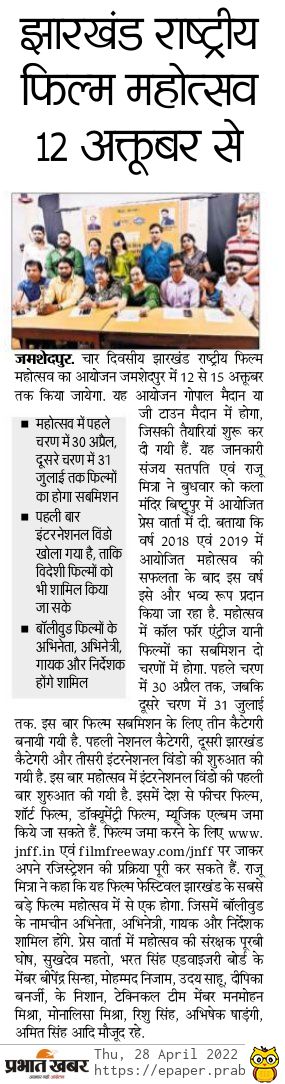 झारखंड राष्ट्रीय
फिल्म महोत्सव
12 अक्तूबर से
जमशेदपुर. चार दिवसीय झारखंड राष्ट्रीय फिल्म
महोत्सव का आयोजन जमशेदपुर में 12 से 15 अक्तूबर
तक किया जायेगा. यह आयोजन गोपाल मैदान या
जी टाउन मैदान में होगा,
जिसकी तैयारियां शुरू कर
दी गयी हैं. यह जानकारी
संजय सतपति एवं राजू
मित्रा ने बुधवार को कला
मंदिर बिष्टुपुर में आयोजित
प्रेस वार्ता में दी. बताया कि
वर्ष 2018 एवं 2019 में
आयोजित महोत्सव की
सफलता के बाद इस वर्ष
इसे और भव्य रूप प्रदान
किया जा रहा है. महोत्सव
में कॉल फॉर एंट्रीज यानी
फिल्मों का सबमिशन दो
चरणों में होगा. पहले चरण
में 30 अप्रैल तक, जबकि
दूसरे चरण में 31 जुलाई
■ महोत्सव में पहले
चरण में 30 अप्रैल,
दूसरे चरण में 31
जुलाई तक फिल्मों
का होगा सबमिशन
■ पहली बार
इंटरनेशनल विंडो
खोला गया है, ताकि
विदेशी फिल्मों को
भी शामिल किया
जा सके
■ बॉलीवुड फिल्मों के
अभिनेता, अभिनेत्री,
गायक और निर्देशक
होंगे शामिल
तक. इस बार फिल्म सबमिशन के लिए तीन कैटगरी
बनायी गयी है. पहली नेशनल कैटेगरी, दूसरी झारखंड
कैटेगरी और तीसरी इंटरनेशनल विंडो की शुरुआत की
गयी है. इस बार महोत्सव में इंटरनेशनल विंडो की पहली
बार शुरुआत की गयी है. इसमें देश से फीचर फिल्म,
शॉर्ट फिल्म, डॉक्यूमेंट्री फिल्म, म्यूजिक एल्बम जमा
किये जा सकते हैं. फिल्म जमा करने के लिए www.
jnff.in एवं filmfreeway.com/jnff पर जाकर
अपने रजिस्ट्रेशन की प्रक्रिया पूरी कर सकते हैं. राजू
मित्रा ने कहा कि यह फिल्म फेस्टिवल झारखंड के सबसे
बड़े फिल्म महोत्सव में से एक होगा. जिसमें बॉलीवुड
के नामचीन अभिनेता, अभिनेत्री, गायक और निर्देशक
शामिल होंगे. प्रेस वार्ता में महोत्सव की संरक्षक पूरबी
घोष, सुखदेव महतो, भरत सिंह एडवाइजरी बोर्ड के
मेंबर बीपेंद्र सिन्हा, मोहम्मद निजाम, उदय साहू, दीपिका
बनर्जी, के निशान, टेक्निकल टीम मेंबर मनमोहन
मिश्रा, मोनालिसा मिश्रा, रिशु सिंह, अभिषेक षाड़ंगी,
अमित सिंह आदि मौजूद रहे.
प्रभात खबर
Thu, 28 April 2022
https://epaper.prab